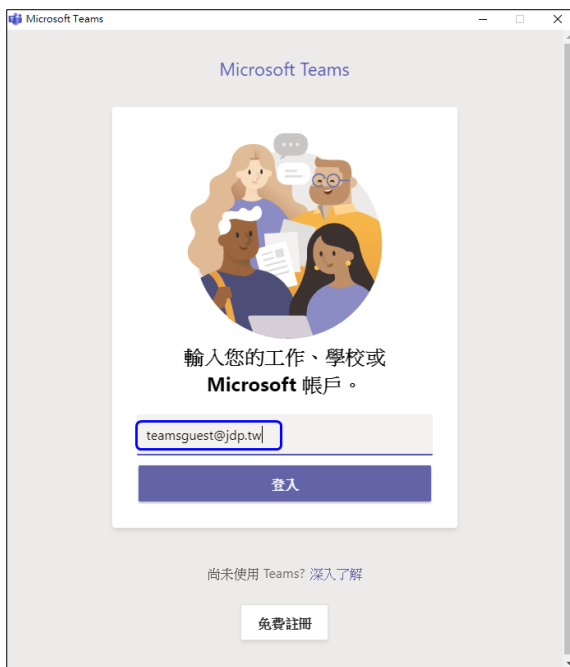 Microsoft Teams
Microsoft Teams
輸入您的工作、學校或
Microsoft 帳戶。
teamsguest@jdp.tw
登入
尚未使用 Teams? 深入了解
免費註冊